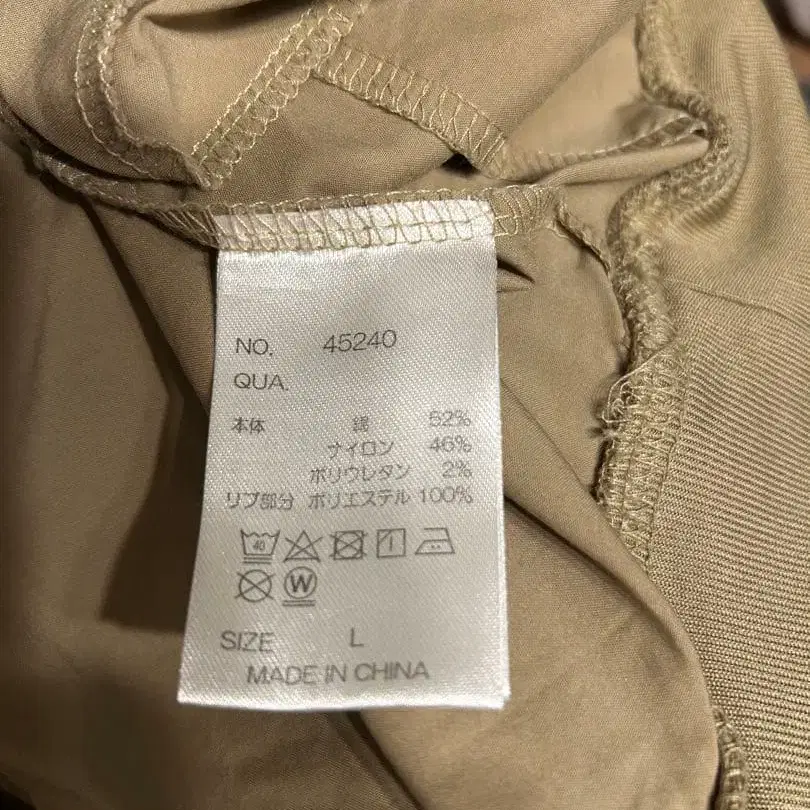 NO. 45240
QUA.
本体 綿 52%
ナイロン 46%
ポリウレタン 2%
リブ部分 ポリエステル 100%
40
W
SIZE L
MADE IN CHINA